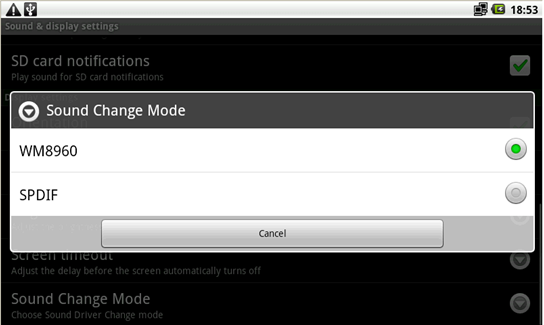 18:53
Sound & display settings
SD card notifications
Play sound for SD card notifications
Sound Change Mode
WM8960
SPDIF
Cancel
Screen timeout
Adjust the delay before the screen automatically turns off
Sound Change Mode
Choose Sound Driver Change mode